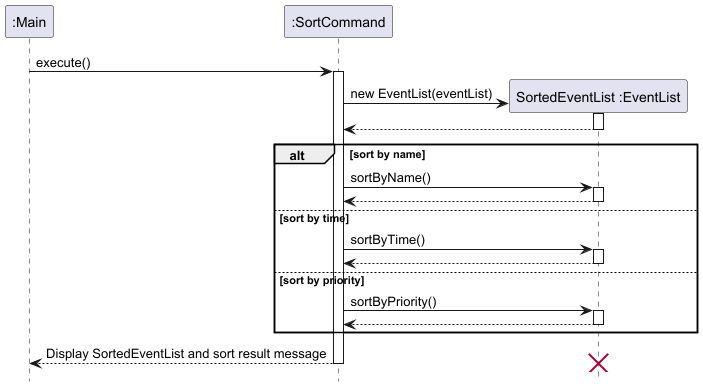 :Main
:SortCommand
execute()
new EventList(eventList)
SortedEventList :EventList
alt
[sort by name]
sortByName()
[sort by time]
sortByTime()
[sort by priority]
sortByPriority()
Display SortedEventList and sort result message